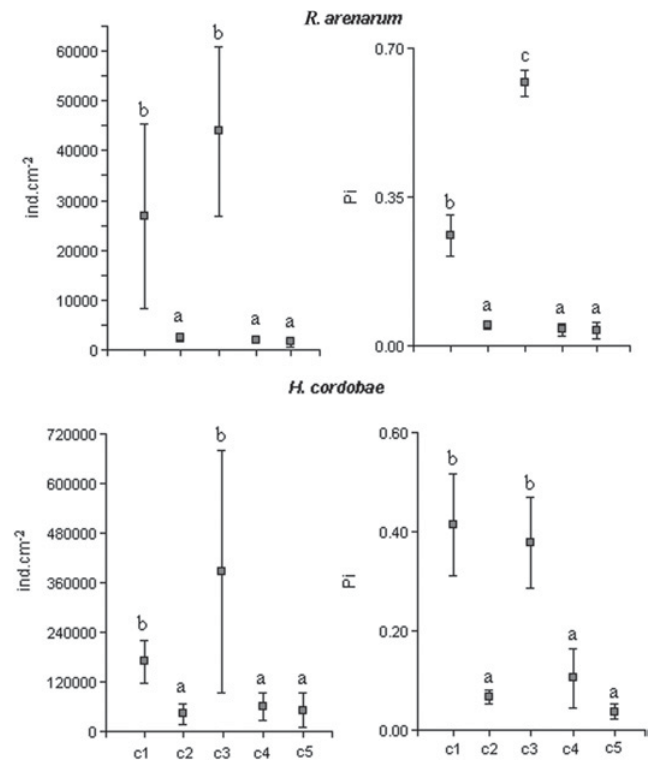 R. arenarum
60000
50000
40000
30000
20000
10000
0
ind.cm-2
b
a
b
a
a
0.70
0.35
0.00
Pi
b
a
c
a
a
H. cordobae
720000
600000
480000
360000
240000
120000
0
ind.cm-2
b
a
b
a
a
c1 c2 c3 c4 c5
0.60
0.40
0.20
0.00
Pi
b
a
b
a
a
c1 c2 c3 c4 c5